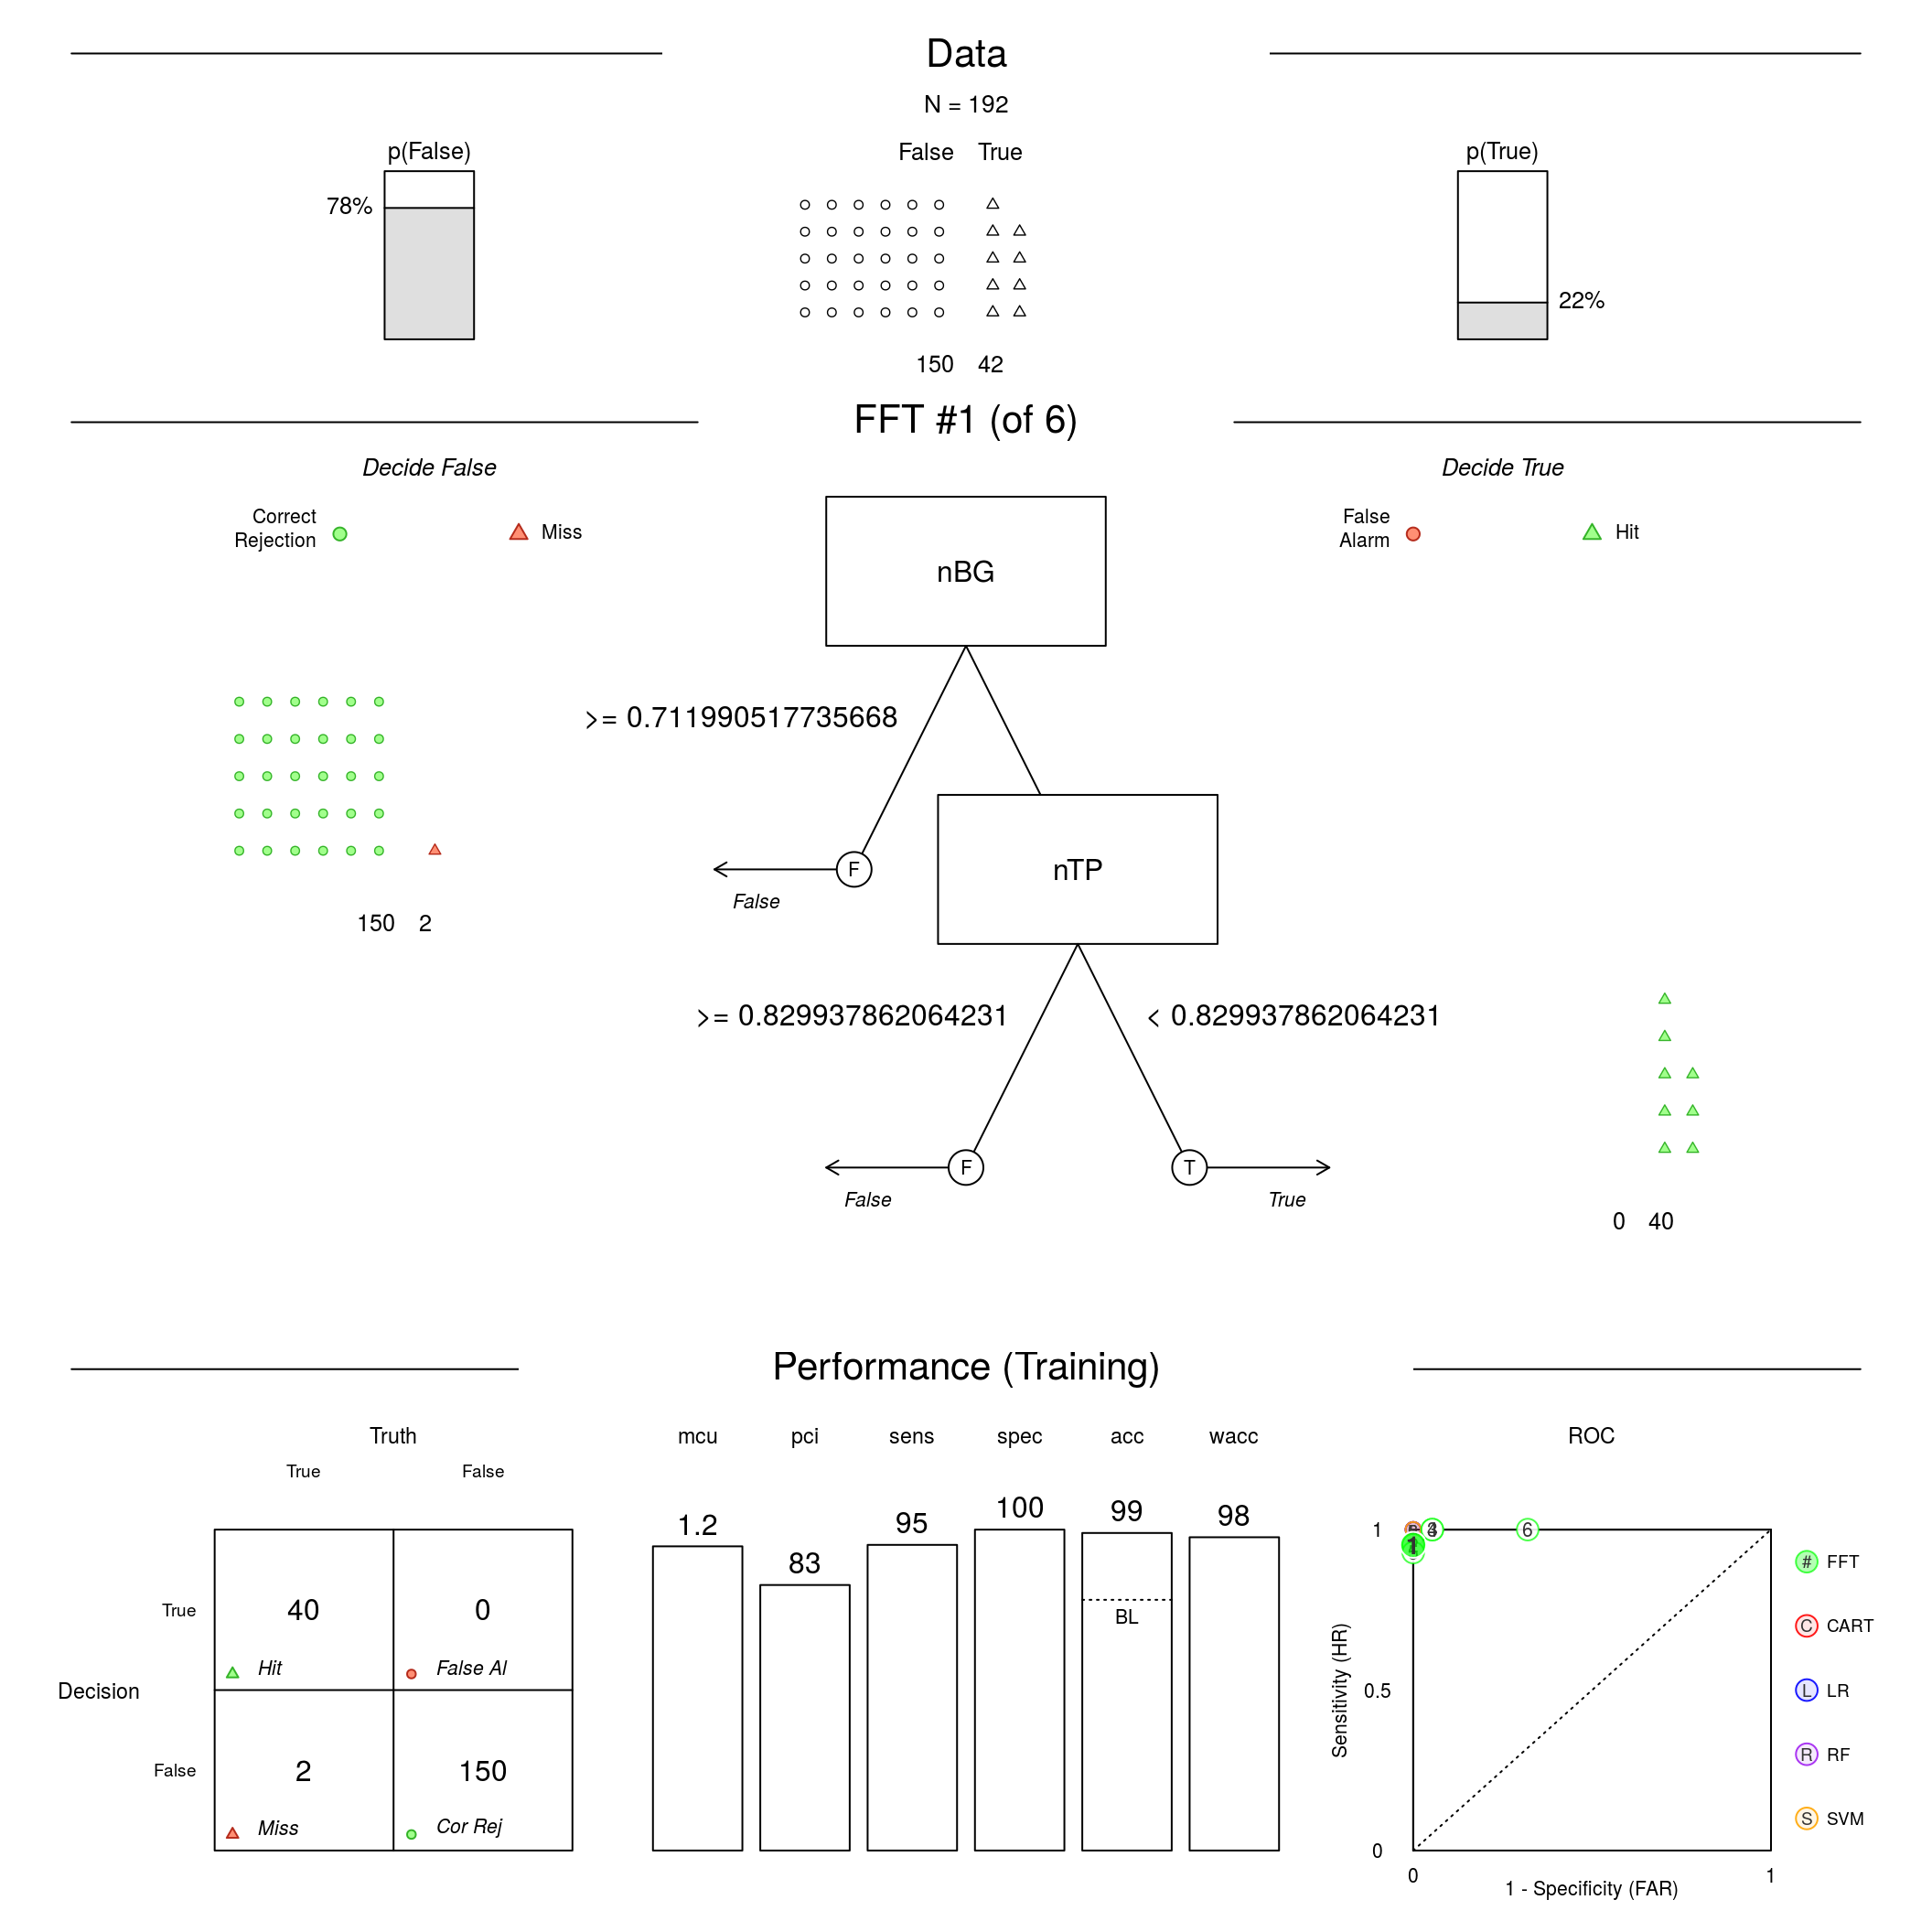 Data
N = 192
p(False)
False True
p(True)
78%
22%
150 42
FFT #1 (of 6)
Decide False
Decide True
Correct
Rejection
Miss
False
Alarm
Hit
nBG
>= 0.711990517735668
F
False
nTP
150 2
>= 0.829937862064231
< 0.829937862064231
F
False
T
True
0 40
Performance (Training)
Truth
True False
Decision
True
False
40
Hit
0
False Al
2
Miss
150
Cor Rej
mcu pci sens spec acc wacc
1.2 83 95 100 99 98
BL
ROC
Sensitivity (HR)
1
0.5
0
0 1
1 - Specificity (FAR)
6
1
# FFT
C CART
L LR
R RF
S SVM